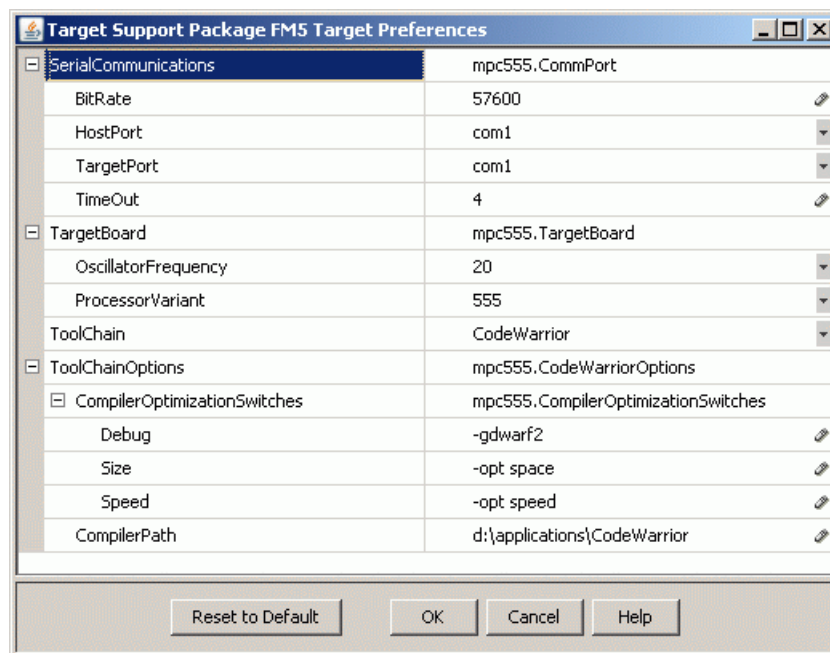 Target Support Package FM5 Target Preferences
SerialCommunications mpc555.CommPort
BitRate 57600
HostPort com1
TargetPort com1
TimeOut 4
TargetBoard mpc555.TargetBoard
OscillatorFrequency 20
ProcessorVariant 555
ToolChain CodeWarrior
ToolChainOptions mpc555.CodeWarriorOptions
CompilerOptimizationSwitches mpc555.CompilerOptimizationSwitches
Debug -gdwarf2
Size -opt space
Speed -opt speed
CompilerPath d:\applications\CodeWarrior
Reset to Default OK Cancel Help